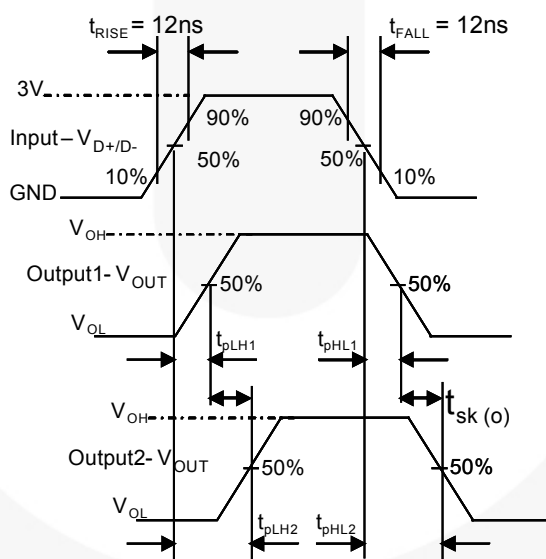 tRISE = 12ns
tFALL = 12ns
3V
90%
90%
Input – VD+/D-
50%
50%
10%
10%
GND
VOH
Output1- VOUT
50%
50%
VOL
tpLH1
tpHL1
VOH
tsk (o)
Output2- VOUT
50%
50%
VOL
tpLH2
tpHL2